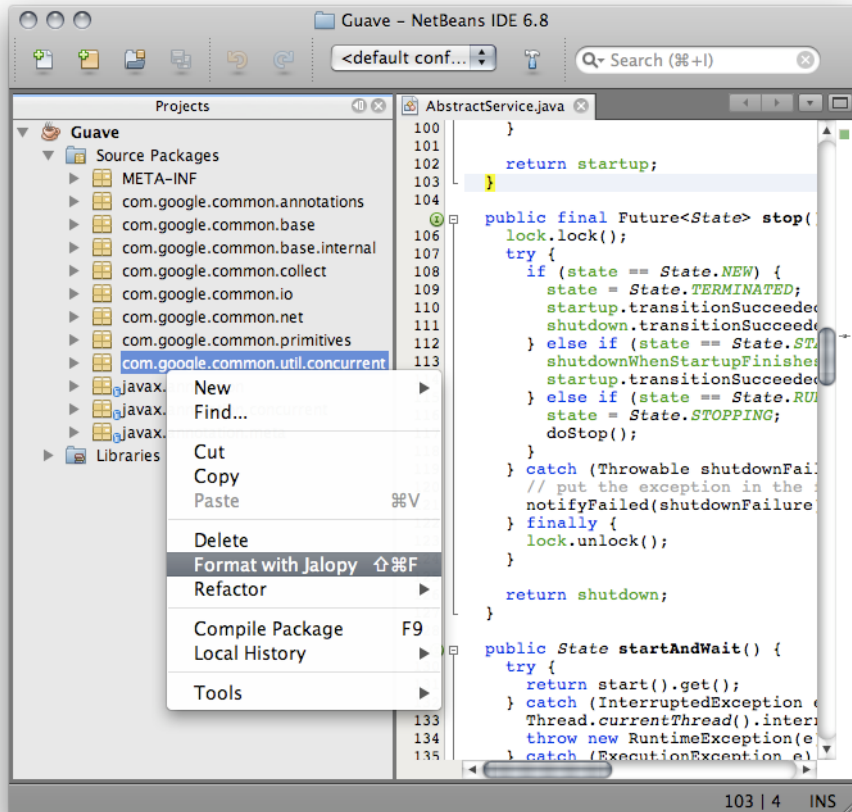 Guave – NetBeans IDE 6.8
<default conf...
Search (⌘+I)
Projects
Guave
Source Packages
META-INF
com.google.common.annotations
com.google.common.base
com.google.common.base.internal
com.google.common.collect
com.google.common.io
com.google.common.net
com.google.common.primitives
com.google.common.util.concurrent
javax.
javax.
javax.
Libraries
New
Find...
Cut
Copy
Paste ⌘V
Delete
Format with Jalopy ⇧⌘F
Refactor
Compile Package F9
Local History
Tools
AbstractService.java
100 }
101
102 return startup;
103 }
104
public final Future<State> stop()
106 lock.lock();
107 try {
108 if (state == State.NEW) {
109 state = State.TERMINATED;
110 startup.transitionSucceeded
111 shutdown.transitionSucceede
112 } else if (state == State.STA
113 shutdownWhenStartupFinishes
startup.transitionSucceeded
} else if (state == State.RUN
state = State.STOPPING;
doStop();
}
} catch (Throwable shutdownFail
// put the exception in the
notifyFailed(shutdownFailure)
} finally {
lock.unlock();
}
return shutdown;
}
public State startAndWait() {
try {
return start().get();
} catch (InterruptedException e
133 Thread.currentThread().interr
134 throw new RuntimeException(e)
135 } catch (ExecutionException e)
103 | 4 INS